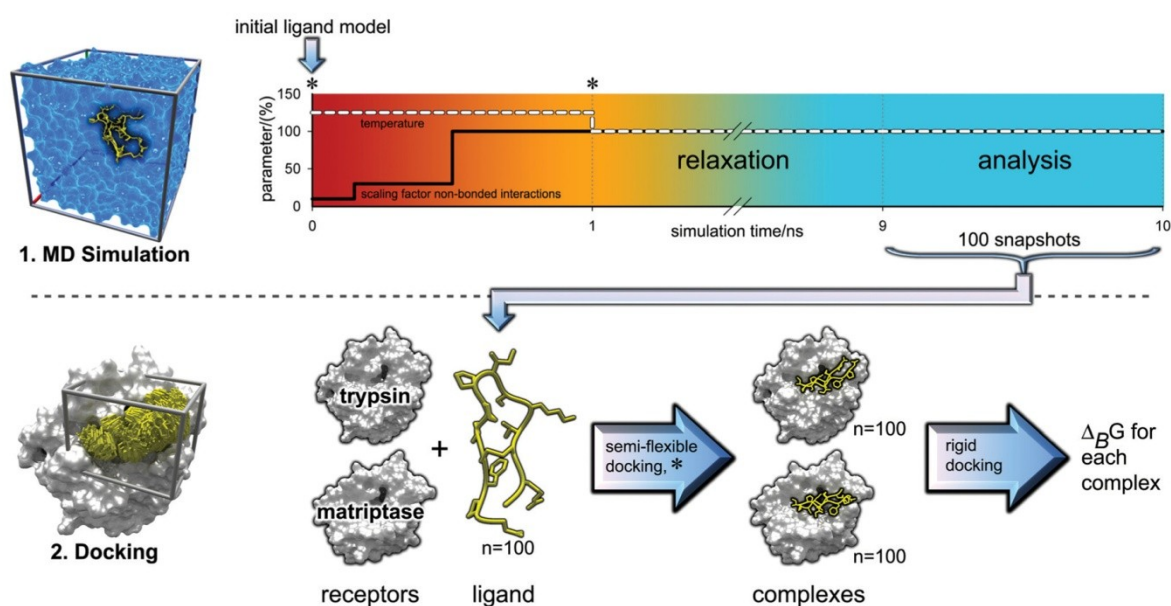 initial ligand model
* *
150
100
50
0
parameter/(%)
temperature
scaling factor non-bonded interactions
relaxation
analysis
0 1 9 10
simulation time/ns
1. MD Simulation
100 snapshots
trypsin
matriptase
+
n=100
semi-flexible
docking, *
n=100
n=100
rigid
docking
ΔBG for
each
complex
2. Docking
receptors
ligand
complexes